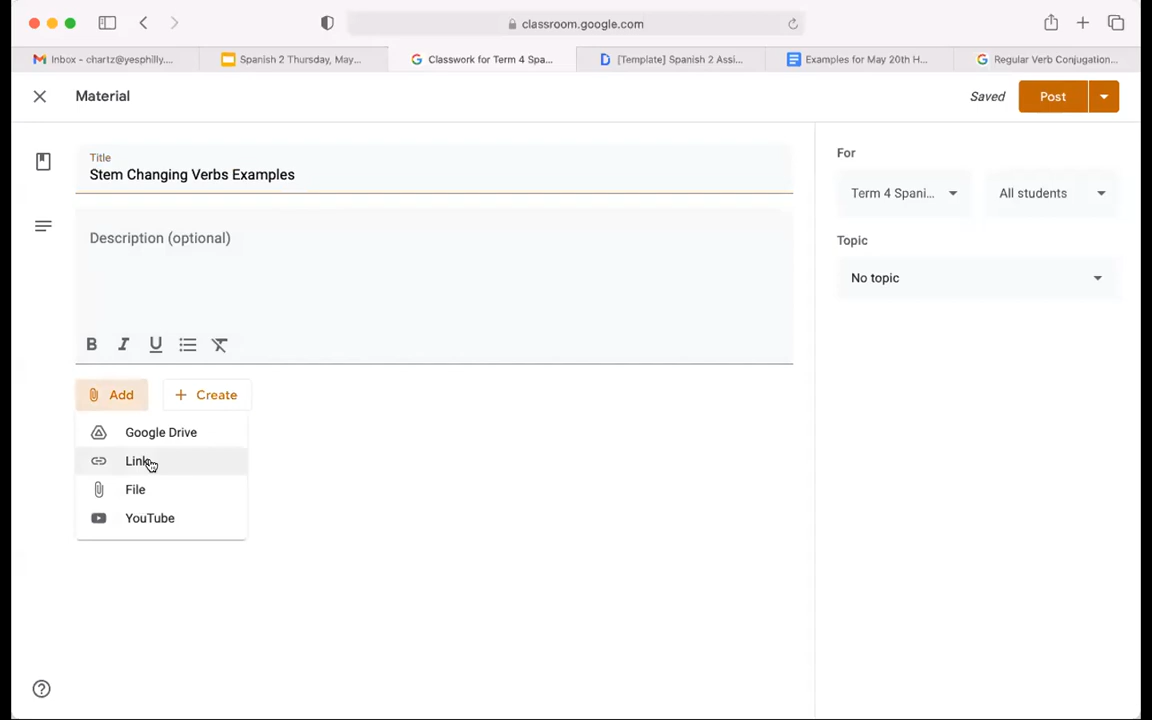 classroom.google.com
Inbox - chartz@yesphilly....
Spanish 2 Thursday, May...
Classwork for Term 4 Spa...
[Template] Spanish 2 Assi...
Examples for May 20th H...
Regular Verb Conjugation...
Material
Saved
Post
Title
Stem Changing Verbs Examples
Description (optional)
B I U
Add
Create
Google Drive
Link
File
YouTube
For
Term 4 Spani...
All students
Topic
No topic